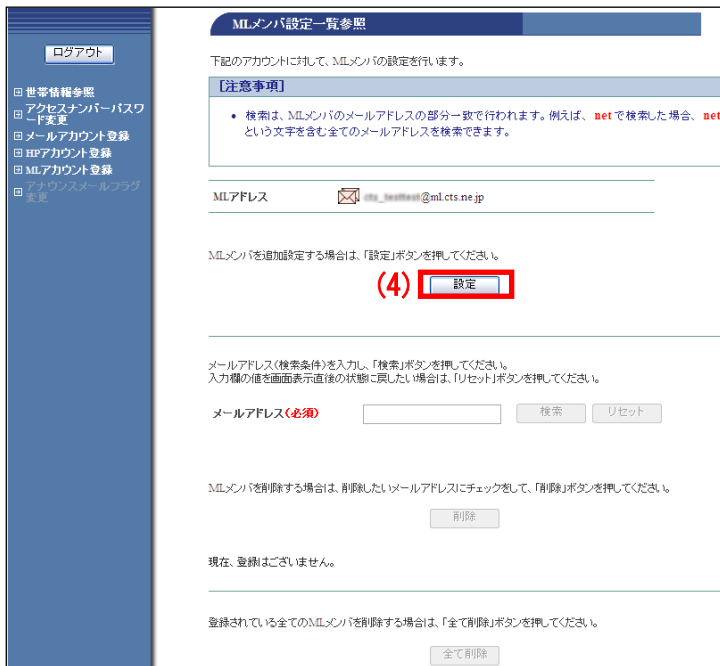 MLメンバ設定一覧参照
ログアウト
下記のアカウントに対して、MLメンバの設定を行います。
【注意事項】
世帯情報参照
アクセスナンバーパスワ
ード変更
メールアカウント登録
HPアカウント登録
MLアカウント登録
アナウンスメールフラグ
変更
• 検索は、MLメンバのメールアドレスの部分一致で行われます。例えば、 net で検索した場合、 net
という文字を含む全てのメールアドレスを検索できます。
MLアドレス @ml.cts.ne.jp
MLメンバを追加設定する場合は、「設定」ボタンを押してください。
(4) 設定
メールアドレス(検索条件)を入力し、「検索」ボタンを押してください。
入力欄の値を画面表示直後の状態に戻したい場合は、「リセット」ボタンを押してください。
メールアドレス(必須) 検索 リセット
MLメンバを削除する場合は、削除したいメールアドレスにチェックをして、「削除」ボタンを押してください。
削除
現在、登録はございません。
登録されている全てのMLメンバを削除する場合は、「全て削除」ボタンを押してください。
全て削除